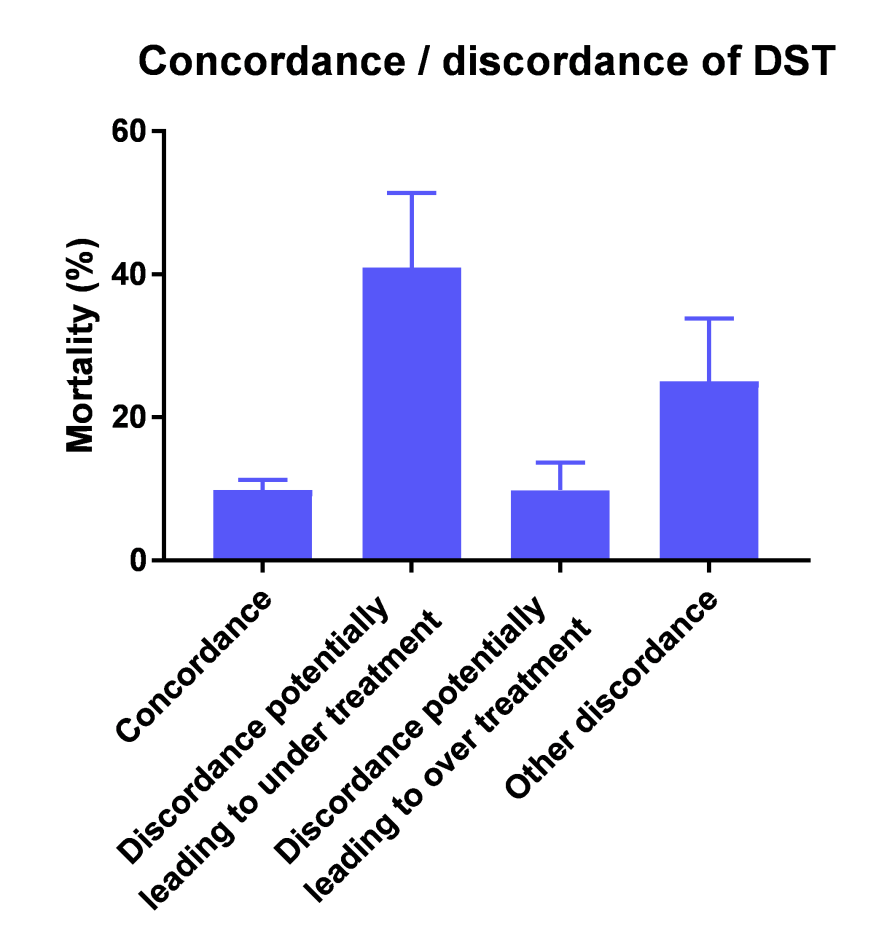 Concordance / discordance of DST
Mortality (%)
60
40
20
0
Concordance
Discordance potentially
leading to under treatment
Discordance potentially
leading to over treatment
Other discordance